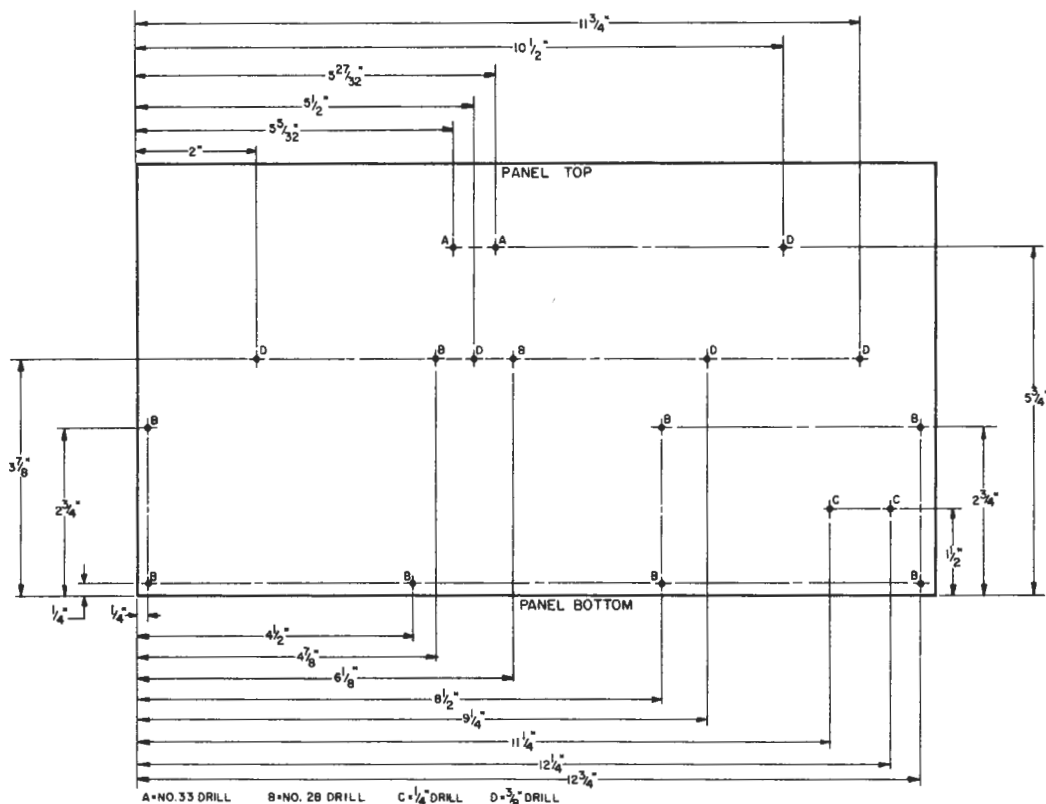 11 3/4"
10 1/2"
5 27/32"
5 1/2"
5 5/32"
2"
PANEL TOP
A
A
D
D
B
D
B
D
D
5 3/4"
B
B
B
3 7/8"
2 3/4"
2 3/4"
C
C
1 1/2"
B
B
B
B
PANEL BOTTOM
1/4"
1/4"
4 1/2"
4 7/8"
6 1/8"
8 1/2"
9 1/4"
11 1/4"
12 1/4"
12 3/4"
A=NO.33 DRILL B=NO. 28 DRILL C=1/4" DRILL D=3/8" DRILL